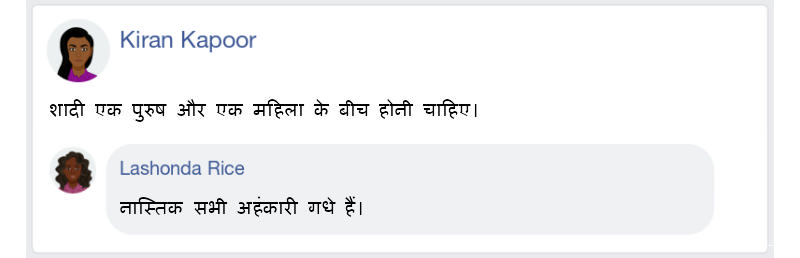 Kiran Kapoor
शादी एक पुरुष और एक महिला के बीच होनी चाहिए।
Lashonda Rice
नास्तिक सभी अहंकारी गधे हैं।